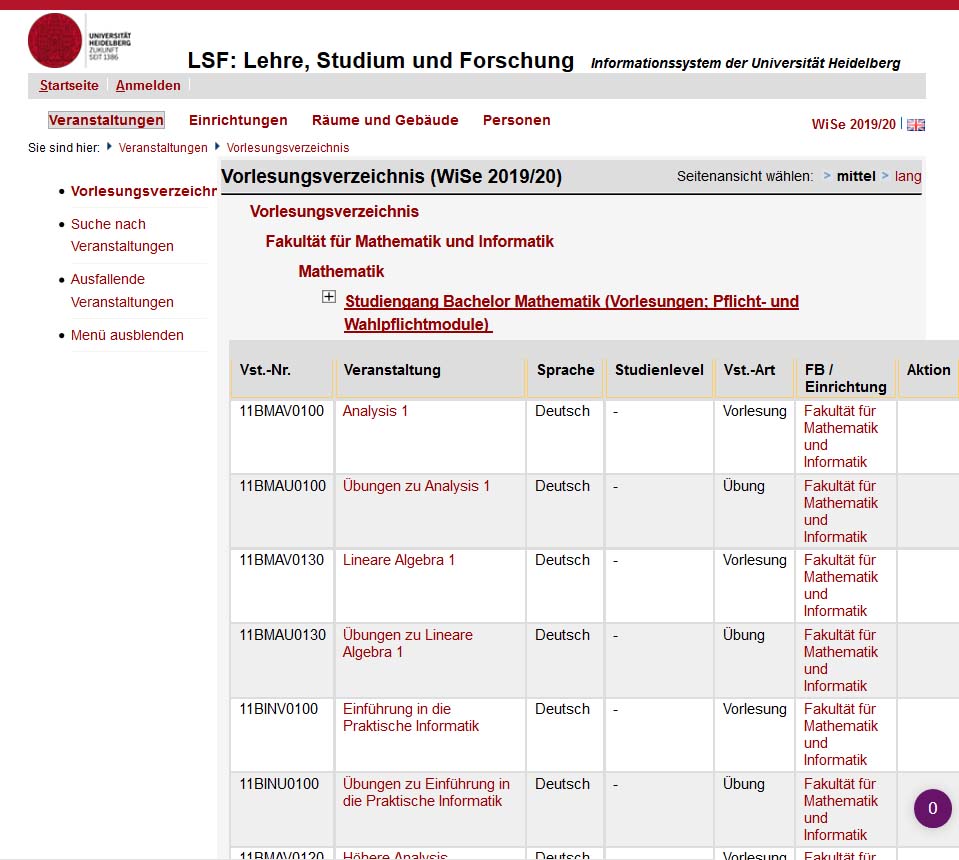 UNIVERSITÄT
HEIDELBERG
ZUKUNFT
SEIT 1386
LSF: Lehre, Studium und Forschung Informationssystem der Universität Heidelberg
Startseite Anmelden
Veranstaltungen Einrichtungen Räume und Gebäude Personen
WiSe 2019/20
Sie sind hier: Veranstaltungen Vorlesungsverzeichnis
Vorlesungsverzeichr
Suche nach
Veranstaltungen
Ausfallende
Veranstaltungen
Menü ausblenden
Vorlesungsverzeichnis (WiSe 2019/20) Seitenansicht wählen: > mittel > lang
Vorlesungsverzeichnis
Fakultät für Mathematik und Informatik
Mathematik
Studiengang Bachelor Mathematik (Vorlesungen; Pflicht- und
Wahlpflichtmodule)
Vst.-Nr. Veranstaltung Sprache Studienlevel Vst.-Art FB / Aktion
Einrichtung
11BMAV0100 Analysis 1 Deutsch - Vorlesung Fakultät für
Mathematik
und
Informatik
11BMAU0100 Übungen zu Analysis 1 Deutsch - Übung Fakultät für
Mathematik
und
Informatik
11BMAV0130 Lineare Algebra 1 Deutsch - Vorlesung Fakultät für
Mathematik
und
Informatik
11BMAU0130 Übungen zu Lineare Deutsch - Übung Fakultät für
Algebra 1 Mathematik
und
Informatik
11BINV0100 Einführung in die Deutsch - Vorlesung Fakultät für
Praktische Informatik Mathematik
und
Informatik
11BINU0100 Übungen zu Einführung in Deutsch - Übung Fakultät für
die Praktische Informatik Mathematik
und
Informatik
0
11BMAV0120 Höhere Analysis Deutsch - Vorlesung Fakultät für